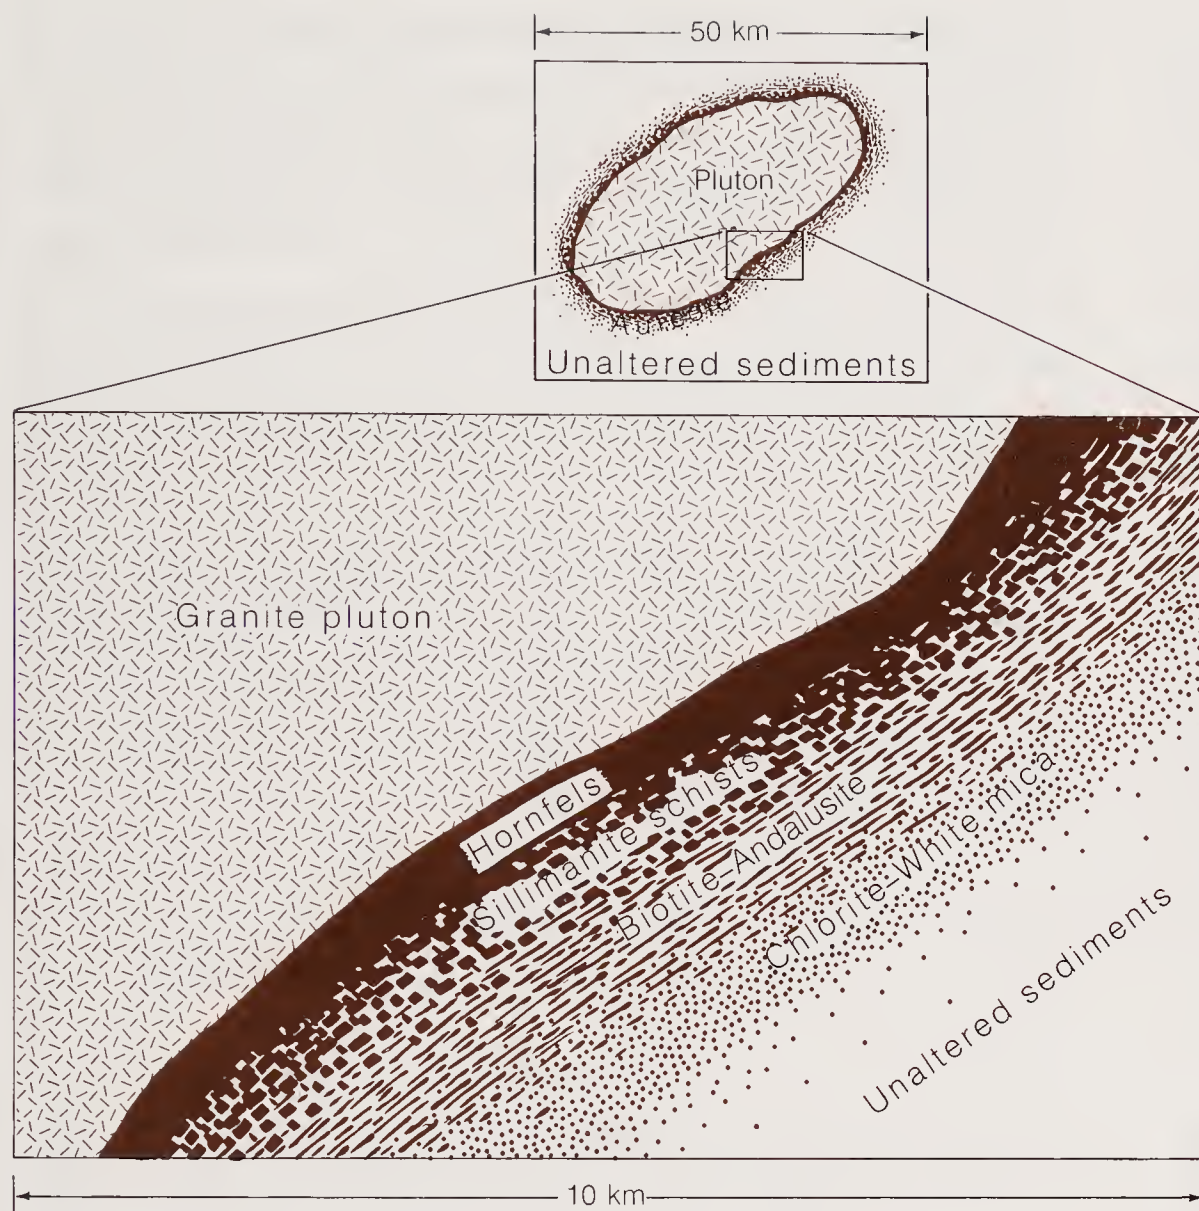 50 km
Pluton
Aureole
Unaltered sediments
Granite pluton
Hornfels
Sillimanite schists
Biotite–Andalusite
Chlorite–White mica
Unaltered sediments
10 km